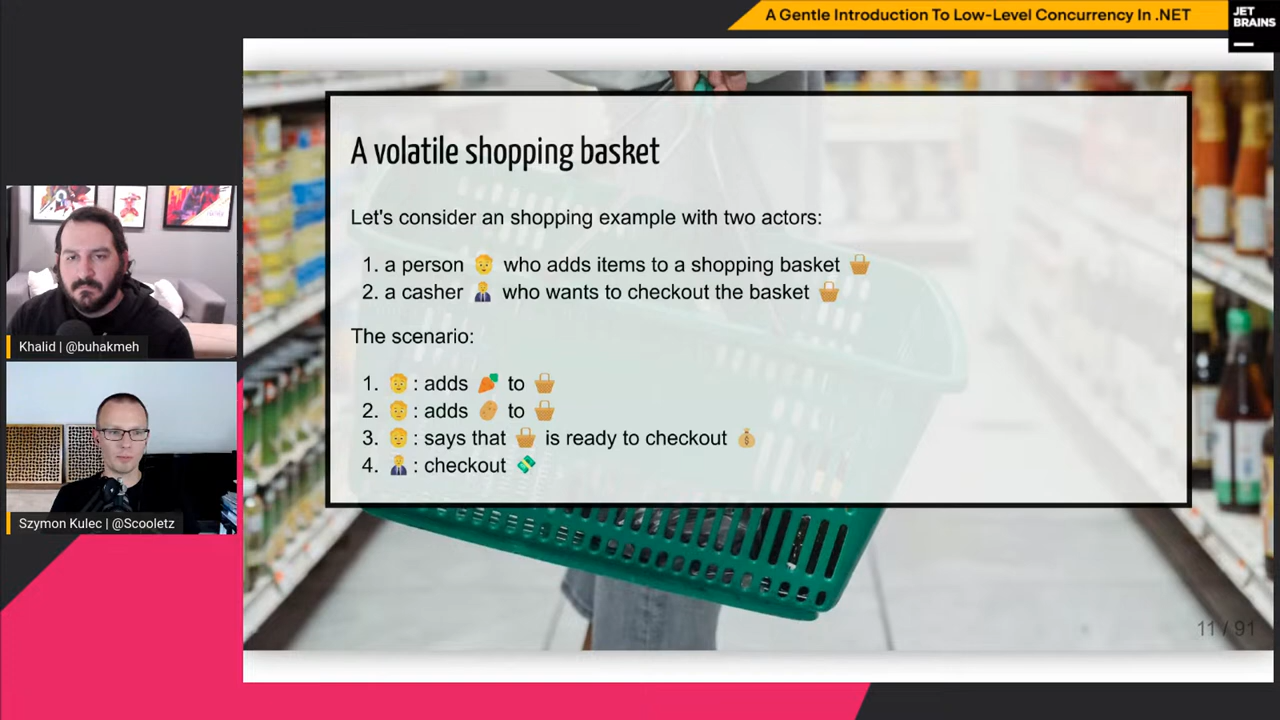 A Gentle Introduction To Low-Level Concurrency In .NET
JET
BRAINS
A volatile shopping basket
Let's consider an shopping example with two actors:
1. a person 👱 who adds items to a shopping basket 🧺
2. a casher 👨‍💼 who wants to checkout the basket 🧺
The scenario:
1. 👱 : adds 🥕 to 🧺
2. 👱 : adds 🥔 to 🧺
3. 👱 : says that 🧺 is ready to checkout 💰
4. 👨‍💼 : checkout 💸
Khalid | @buhakmeh
Szymon Kulec | @Scooletz
11 / 91